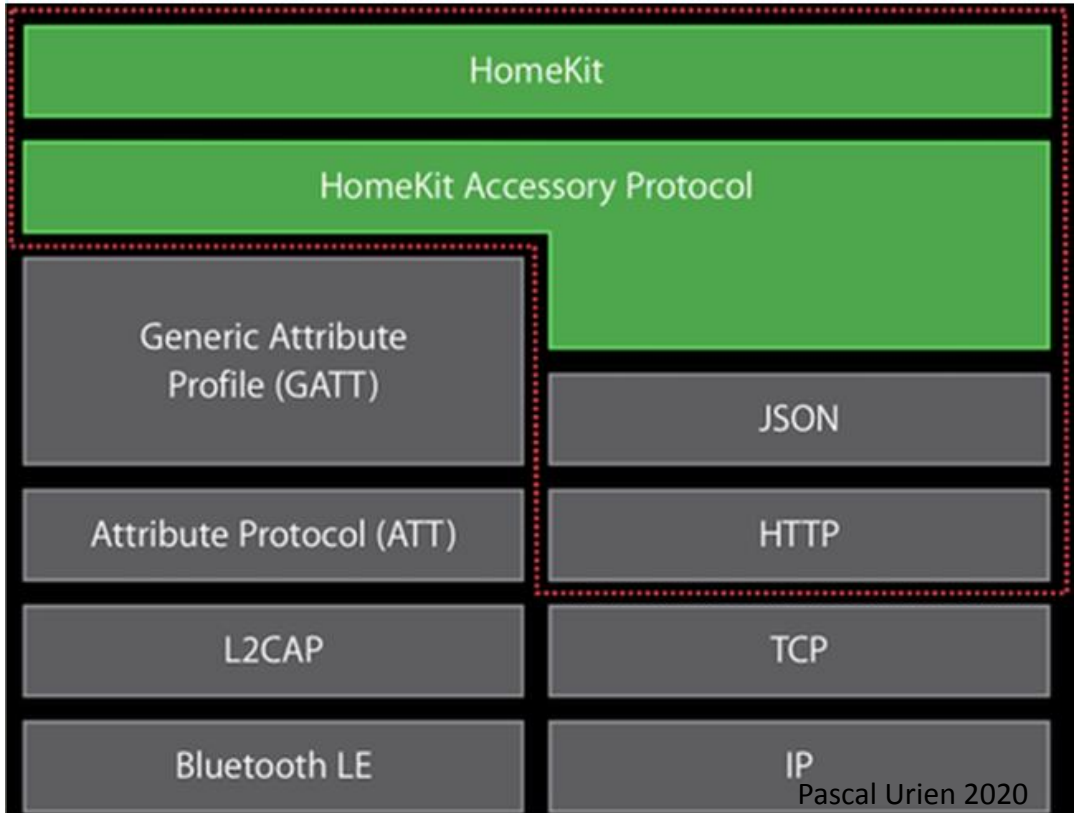 HomeKit
HomeKit Accessory Protocol
Generic Attribute
Profile (GATT)
JSON
Attribute Protocol (ATT)
HTTP
L2CAP
TCP
Bluetooth LE
IP
Pascal Urien 2020